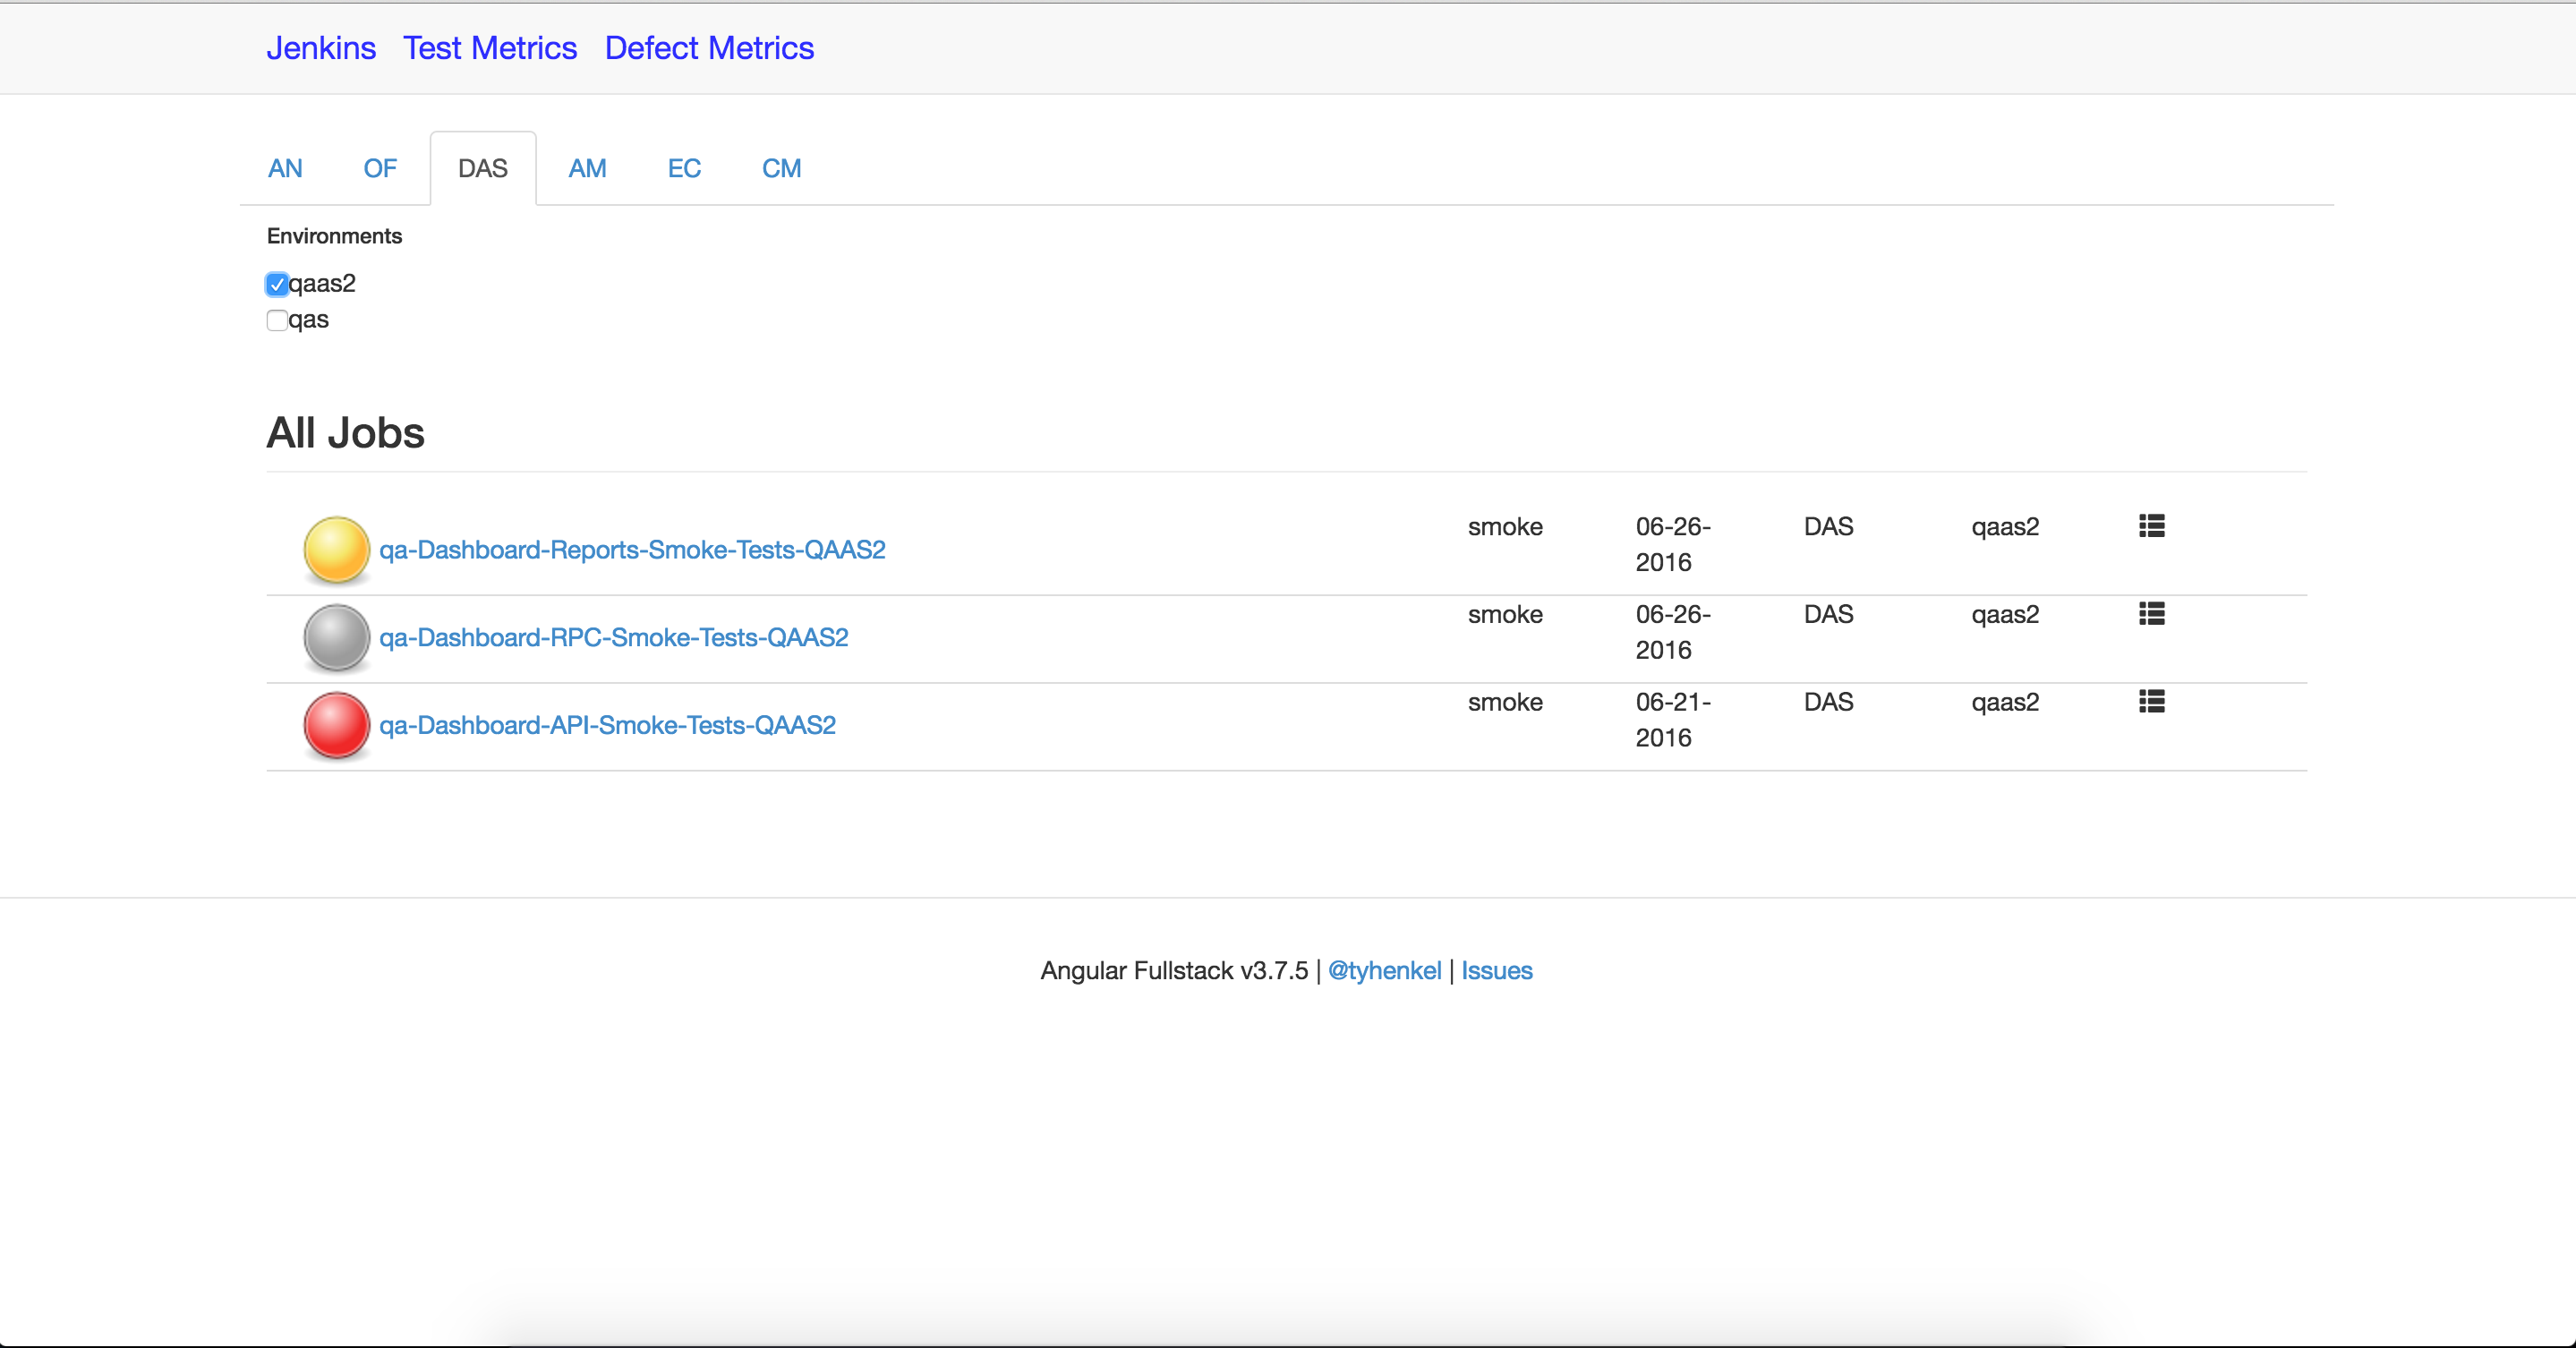 Jenkins Test Metrics Defect Metrics
AN OF DAS AM EC CM
Environments
qaas2
qas
All Jobs
qa-Dashboard-Reports-Smoke-Tests-QAAS2 smoke 06-26- DAS qaas2
2016
qa-Dashboard-RPC-Smoke-Tests-QAAS2 smoke 06-26- DAS qaas2
2016
qa-Dashboard-API-Smoke-Tests-QAAS2 smoke 06-21- DAS qaas2
2016
Angular Fullstack v3.7.5 | @tyhenkel | Issues